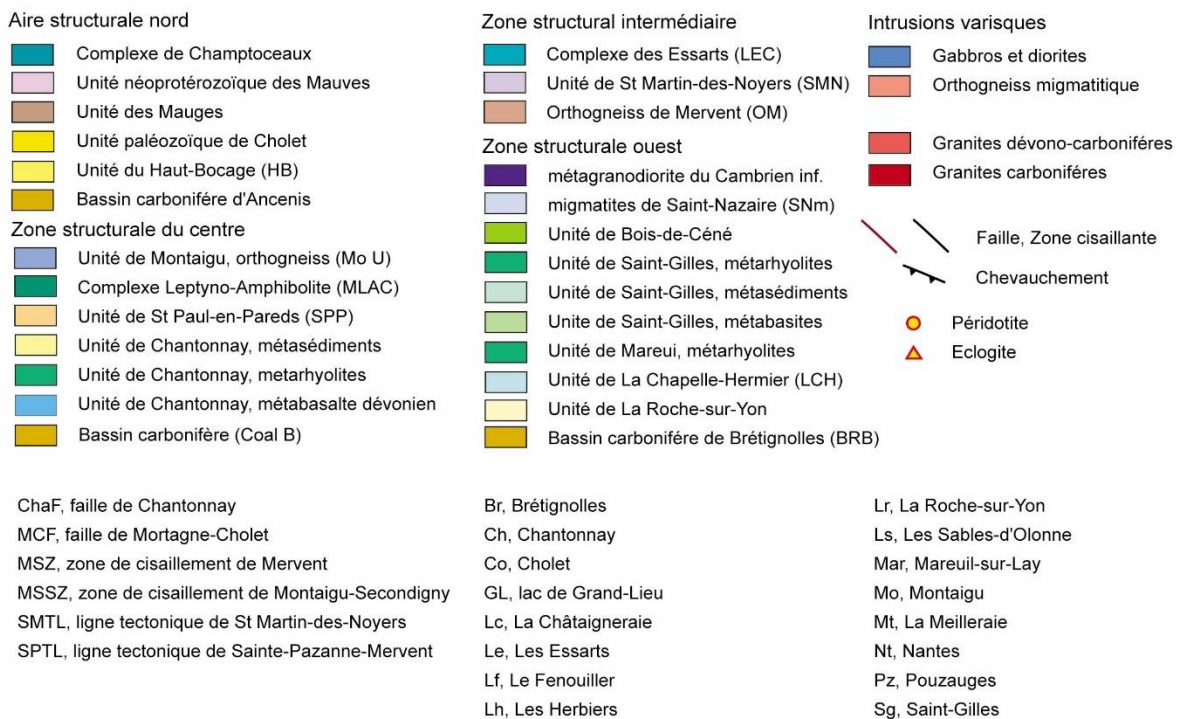 Aire structurale nord
Complexe de Champtoceaux
Unité néoprotérozoïque des Mauves
Unité des Mauges
Unité paléozoïque de Cholet
Unité du Haut-Bocage (HB)
Bassin carbonifére d'Ancenis
Zone structurale du centre
Unité de Montaigu, orthogneiss (Mo U)
Complexe Leptyno-Amphibolite (MLAC)
Unité de St Paul-en-Pareds (SPP)
Unité de Chantonnay, métasédiments
Unité de Chantonnay, metarhyolites
Unité de Chantonnay, métabasalte dévonien
Bassin carbonifère (Coal B)
Zone structural intermédiaire
Complexe des Essarts (LEC)
Unité de St Martin-des-Noyers (SMN)
Orthogneiss de Mervent (OM)
Zone structurale ouest
métagranodiorite du Cambrien inf.
migmatites de Saint-Nazaire (SNm)
Unité de Bois-de-Céné
Unité de Saint-Gilles, métarhyolites
Unité de Saint-Gilles, métasédiments
Unite de Saint-Gilles, métabasites
Unité de Mareui, métarhyolites
Unité de La Chapelle-Hermier (LCH)
Unité de La Roche-sur-Yon
Bassin carbonifére de Brétignolles (BRB)
Intrusions varisques
Gabbros et diorites
Orthogneiss migmatitique
Granites dévono-carboniféres
Granites carboniféres
Faille, Zone cisaillante
Chevauchement
Péridotite
Eclogite
ChaF, faille de Chantonnay
MCF, faille de Mortagne-Cholet
MSZ, zone de cisaillement de Mervent
MSSZ, zone de cisaillement de Montaigu-Secondigny
SMTL, ligne tectonique de St Martin-des-Noyers
SPTL, ligne tectonique de Sainte-Pazanne-Mervent
Br, Brétignolles
Ch, Chantonnay
Co, Cholet
GL, lac de Grand-Lieu
Lc, La Châtaigneraie
Le, Les Essarts
Lf, Le Fenouiller
Lh, Les Herbiers
Lr, La Roche-sur-Yon
Ls, Les Sables-d'Olonne
Mar, Mareuil-sur-Lay
Mo, Montaigu
Mt, La Meilleraie
Nt, Nantes
Pz, Pouzauges
Sg, Saint-Gilles